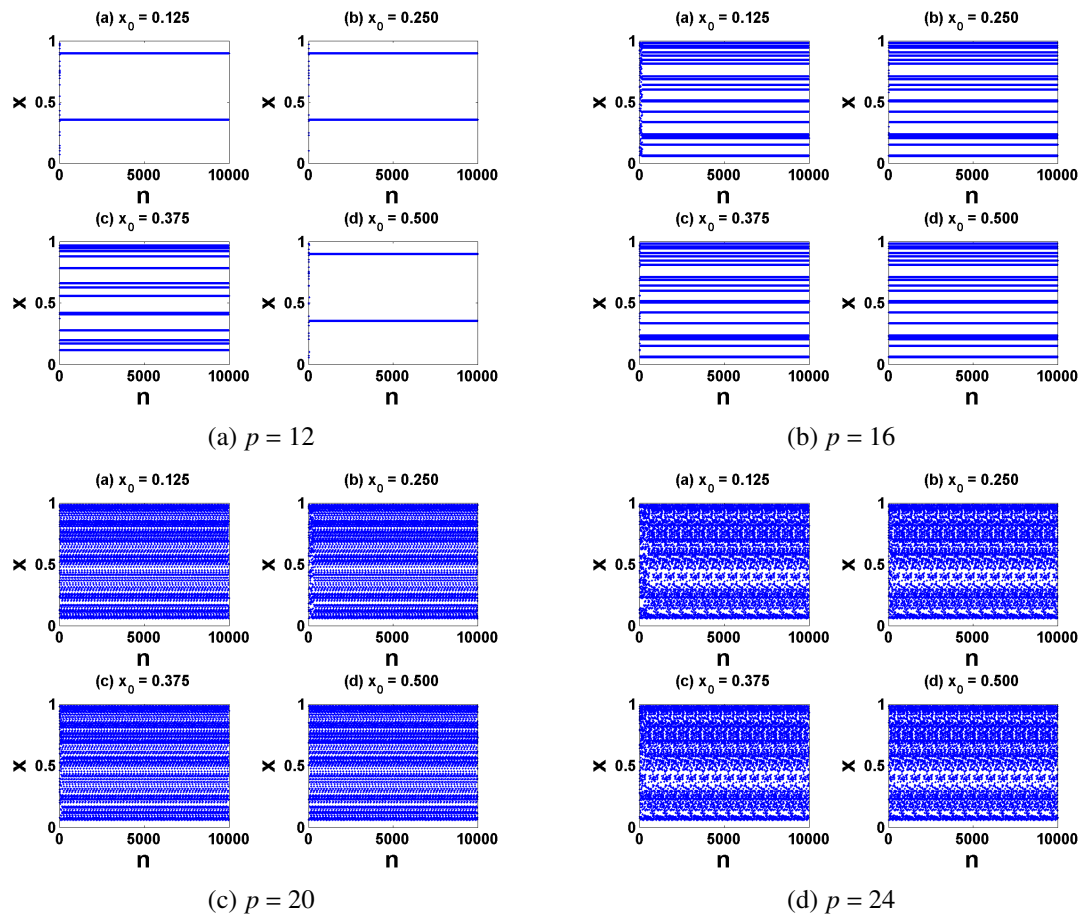 (a) x0 = 0.125
(b) x0 = 0.250
1
0.5
0
x
0 5000 10000
n
1
0.5
0
x
0 5000 10000
n
(c) x0 = 0.375
(d) x0 = 0.500
1
0.5
0
x
0 5000 10000
n
1
0.5
0
x
0 5000 10000
n
(a) p = 12
(a) x0 = 0.125
(b) x0 = 0.250
1
0.5
0
x
0 5000 10000
n
1
0.5
0
x
0 5000 10000
n
(c) x0 = 0.375
(d) x0 = 0.500
1
0.5
0
x
0 5000 10000
n
1
0.5
0
x
0 5000 10000
n
(b) p = 16
(a) x0 = 0.125
(b) x0 = 0.250
1
0.5
0
x
0 5000 10000
n
1
0.5
0
x
0 5000 10000
n
(c) x0 = 0.375
(d) x0 = 0.500
1
0.5
0
x
0 5000 10000
n
1
0.5
0
x
0 5000 10000
n
(c) p = 20
(a) x0 = 0.125
(b) x0 = 0.250
1
0.5
0
x
0 5000 10000
n
1
0.5
0
x
0 5000 10000
n
(c) x0 = 0.375
(d) x0 = 0.500
1
0.5
0
x
0 5000 10000
n
1
0.5
0
x
0 5000 10000
n
(d) p = 24